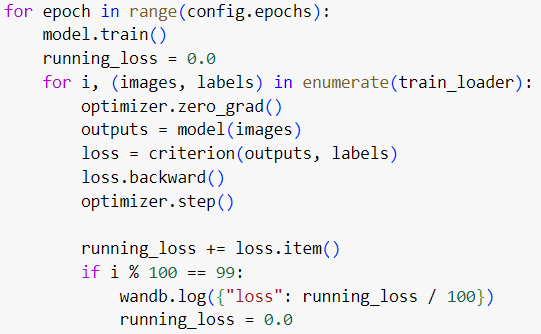 for epoch in range(config.epochs):
    model.train()
    running_loss = 0.0
    for i, (images, labels) in enumerate(train_loader):
        optimizer.zero_grad()
        outputs = model(images)
        loss = criterion(outputs, labels)
        loss.backward()
        optimizer.step()

        running_loss += loss.item()
        if i % 100 == 99:
            wandb.log({"loss": running_loss / 100})
            running_loss = 0.0